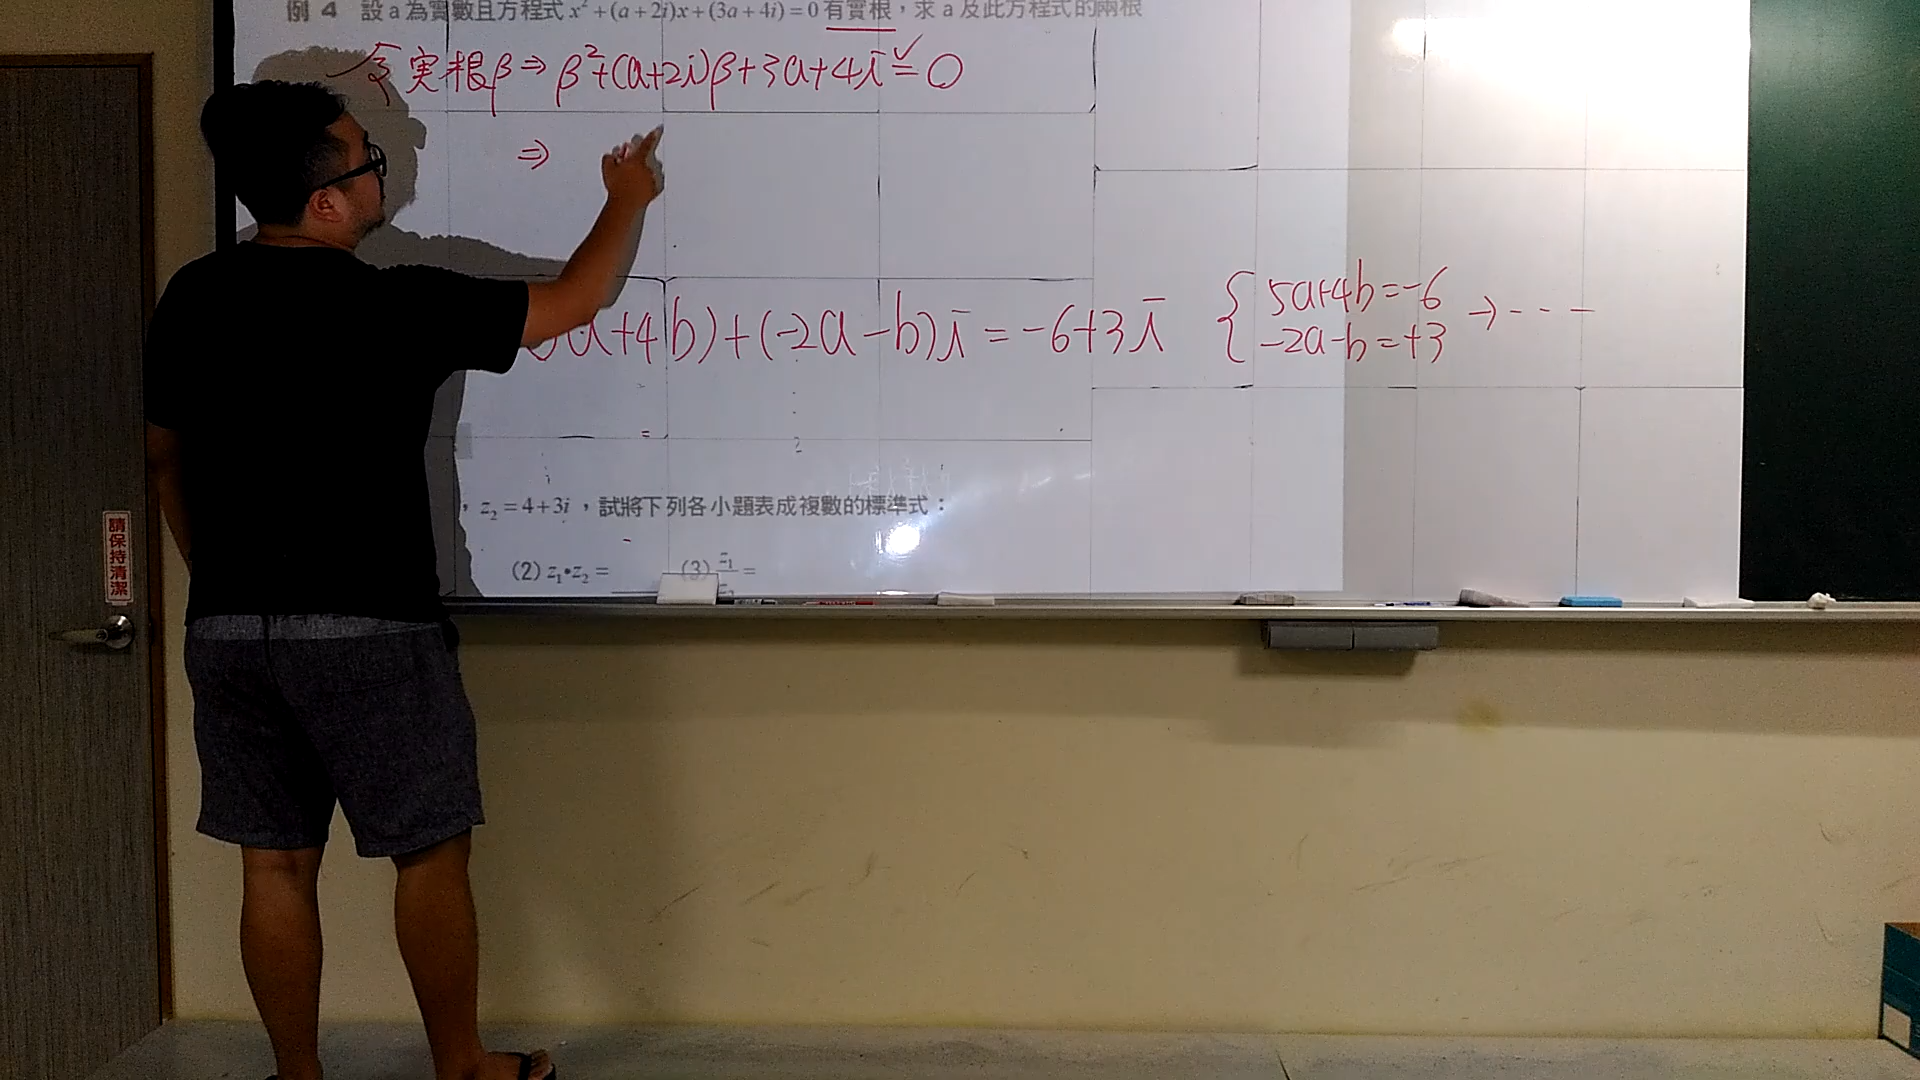 例 4 設 a 為實數且方程式 x² + (a + 2i)x + (3a + 4i) = 0 有實根，求 a 及此方程式的兩根
令実根β ⇒ β²+(a+2i)β+3a+4i = 0
⇒
a+4b)+(-2a-b)i = -6+3i
{ 5a+4b=-6
-2a-b=+3 → - - -
，z₂ = 4+3i ，試將下列各小題表成複數的標準式：
(2) z₁•z₂ = (3) z₁ =
請保持清潔